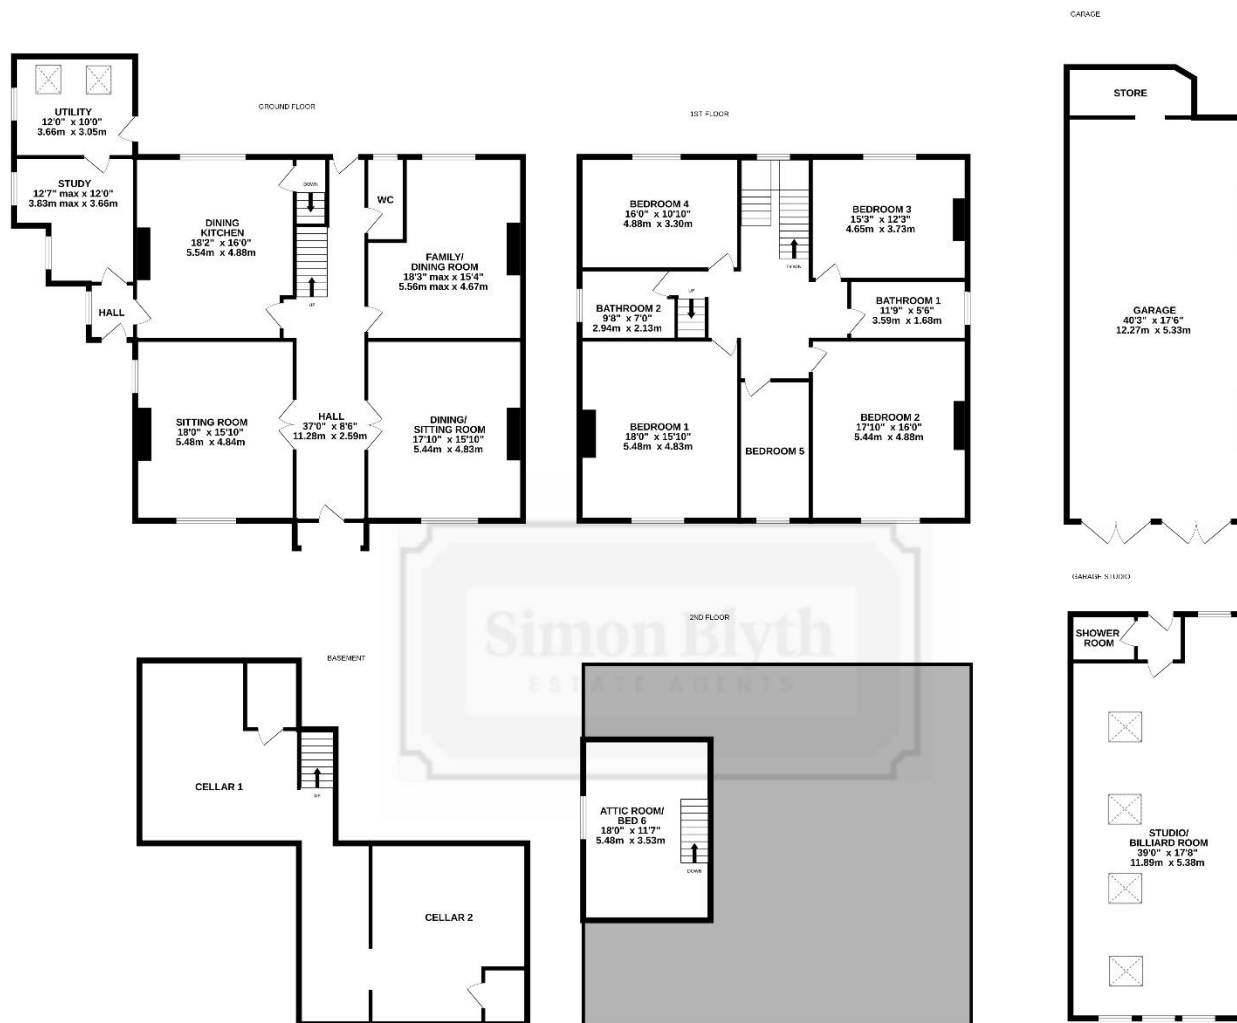 GARAGE
STORE
GARAGE
40'3" x 17'6"
12.27m x 5.33m
GROUND FLOOR
UTILITY
12'0" x 10'0"
3.66m x 3.05m
STUDY
12'7" max x 12'0"
3.83m max x 3.66m
HALL
DINING
KITCHEN
18'2" x 16'0"
5.54m x 4.88m
DOWN
UP
WC
FAMILY/
DINING ROOM
18'3" max x 15'4"
5.56m max x 4.67m
SITTING ROOM
18'0" x 15'10"
5.48m x 4.84m
HALL
37'0" x 8'6"
11.28m x 2.59m
DINING/
SITTING ROOM
17'10" x 15'10"
5.44m x 4.83m
1ST FLOOR
BEDROOM 4
16'0" x 10'10"
4.88m x 3.30m
DOWN
BEDROOM 3
15'3" x 12'3"
4.65m x 3.73m
BATHROOM 2
9'8" x 7'0"
2.94m x 2.13m
UP
BATHROOM 1
11'9" x 5'6"
3.59m x 1.68m
BEDROOM 1
18'0" x 15'10"
5.48m x 4.83m
BEDROOM 5
BEDROOM 2
17'10" x 16'0"
5.44m x 4.88m
Simon Blyth
ESTATE AGENTS
BASEMENT
CELLAR 1
UP
CELLAR 2
2ND FLOOR
ATTIC ROOM/
BED 6
18'0" x 11'7"
5.48m x 3.53m
DOWN
GARAGE STUDIO
SHOWER
ROOM
STUDIO/
BILLIARD ROOM
39'0" x 17'8"
11.89m x 5.38m